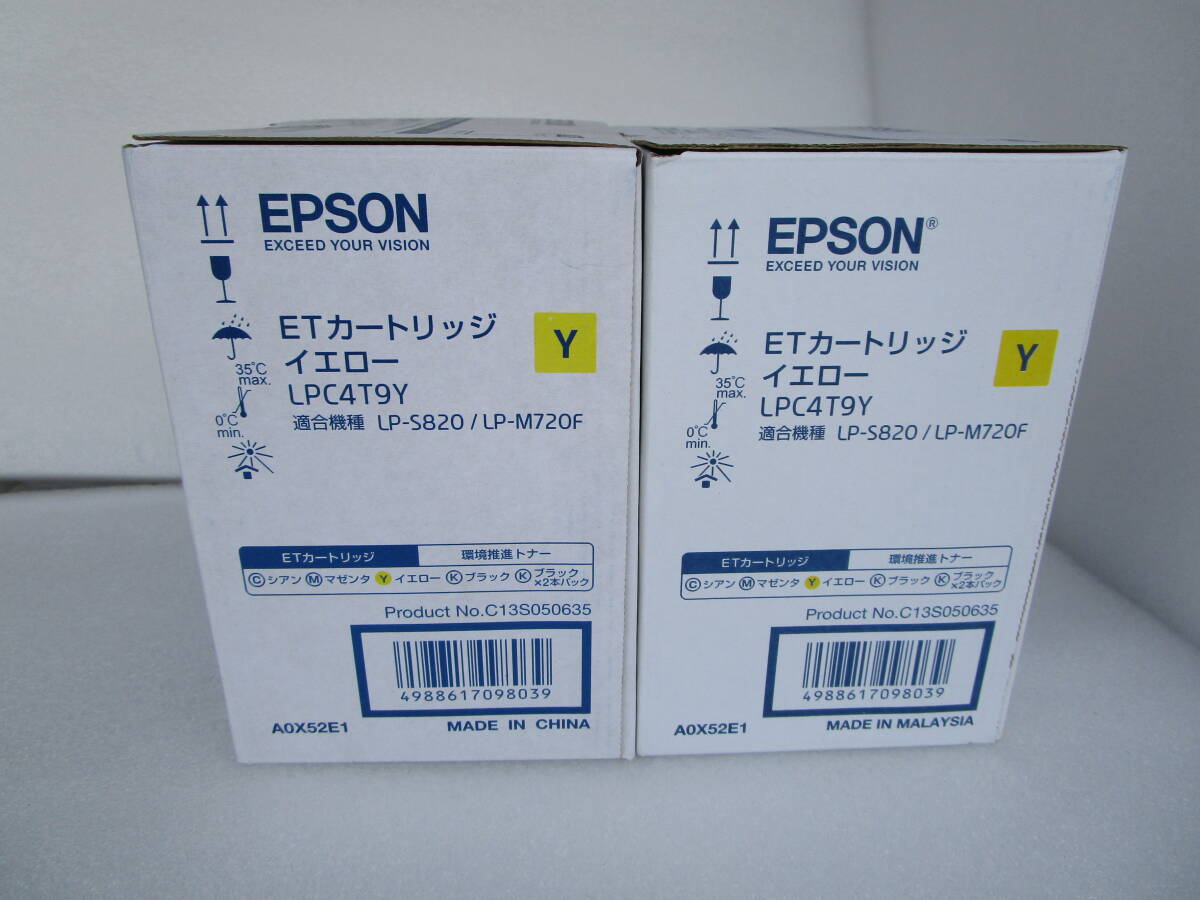 EPSON
EXCEED YOUR VISION
ETカートリッジ
イエロー
Y
LPC4T9Y
適合機種 LP-S820 / LP-M720F
35℃
max.
0℃
min.
ETカートリッジ 環境推進トナー
Ⓒシアン Ⓜマゼンタ Ⓨイエロー Ⓚブラック Ⓚブラック
×2本パック
Product No.C13S050635
4988617098039
A0X52E1 MADE IN CHINA
EPSON®
EXCEED YOUR VISION
ETカートリッジ
イエロー
Y
LPC4T9Y
適合機種 LP-S820 / LP-M720F
35℃
max.
0℃
min.
ETカートリッジ 環境推進トナー
Ⓒシアン Ⓜマゼンタ Ⓨイエロー Ⓚブラック Ⓚブラック
×2本パック
Product No.C13S050635
4988617098039
A0X52E1 MADE IN MALAYSIA